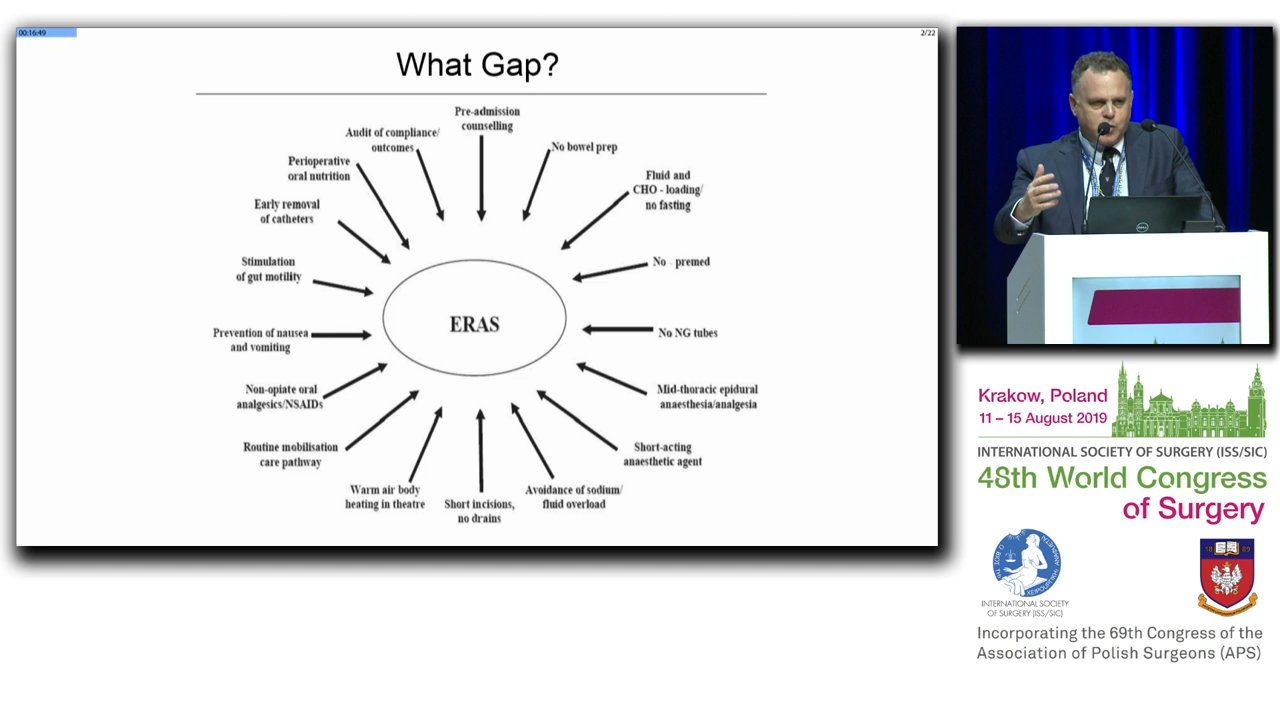 00:16:49
2/22
What Gap?
Pre-admission
counselling
Audit of compliance/
outcomes
No bowel prep
Perioperative
oral nutrition
Fluid and
CHO - loading/
no fasting
Early removal
of catheters
Stimulation
of gut motility
No - premed
ERAS
Prevention of nausea
and vomiting
No NG tubes
Non-opiate oral
analgesics/NSAIDs
Mid-thoracic epidural
anaesthesia/analgesia
Routine mobilisation
care pathway
Short-acting
anaesthetic agent
Warm air body
heating in theatre
Short incisions,
no drains
Avoidance of sodium/
fluid overload
DELL
Krakow, Poland
11 – 15 August 2019
INTERNATIONAL SOCIETY OF SURGERY (ISS/SIC)
48th World Congress
of Surgery
INTERNATIONAL SOCIETY
OF SURGERY (ISS/SIC)
18 89
Incorporating the 69th Congress of the
Association of Polish Surgeons (APS)